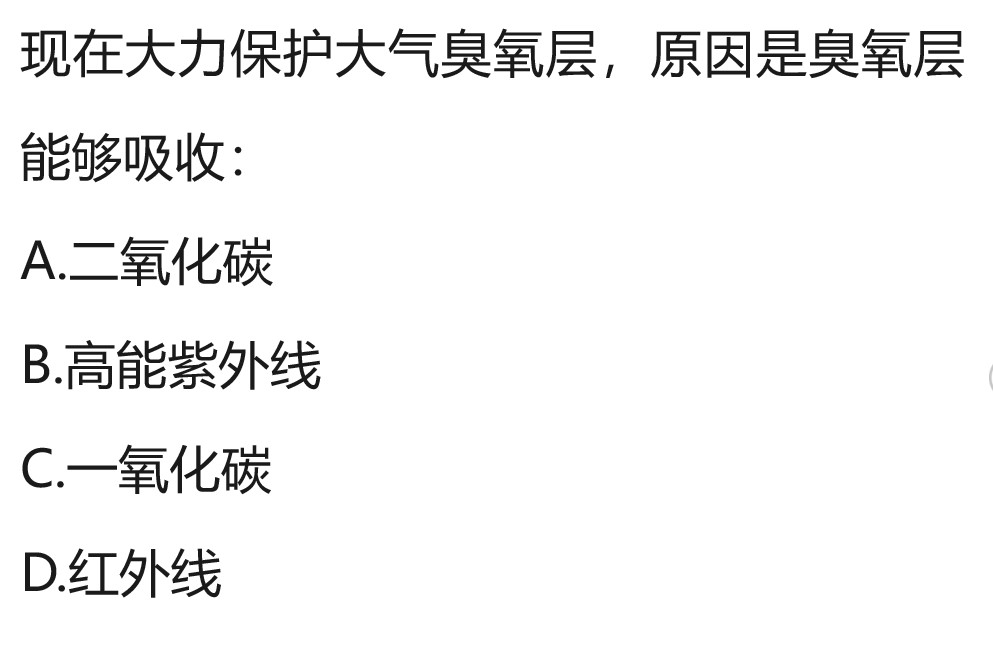 现在大力保护大气臭氧层，原因是臭氧层
能够吸收：
A.二氧化碳
B.高能紫外线
C.一氧化碳
D.红外线